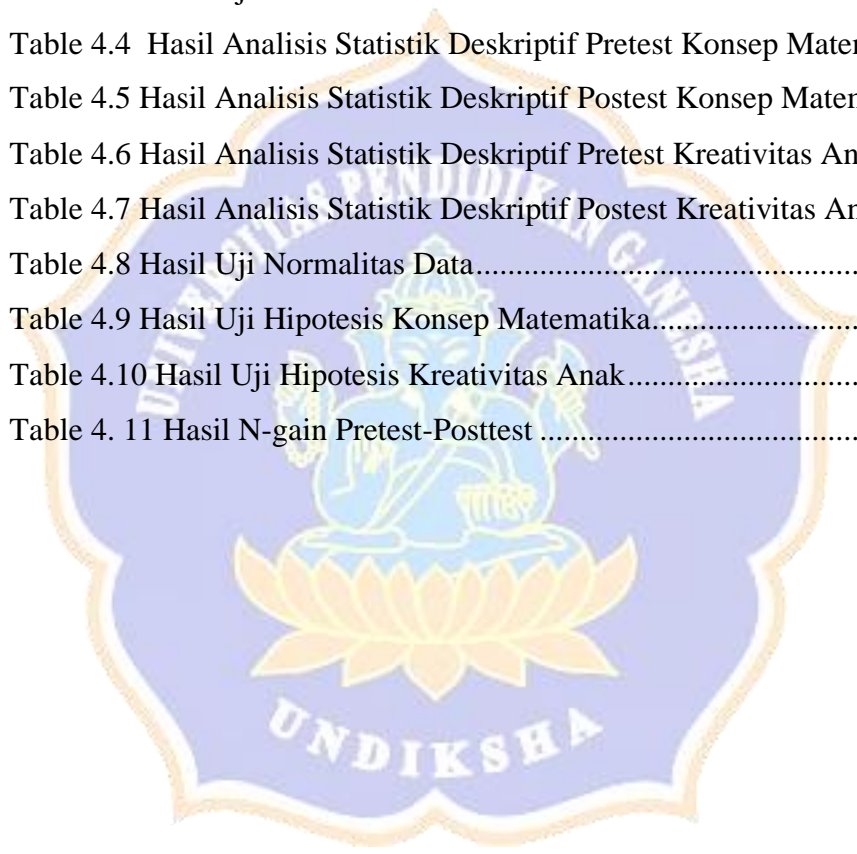 Table 4.4  Hasil Analisis Statistik Deskriptif Pretest Konsep
Table 4.5 Hasil Analisis Statistik Deskriptif Postest Konsep
Table 4.6 Hasil Analisis Statistik Deskriptif Pretest Kreativitas
Table 4.7 Hasil Analisis Statistik Deskriptif Postest Kreativitas
Table 4.8 Hasil Uji Normalitas Data
Table 4.9 Hasil Uji Hipotesis Konsep Matematika
Table 4.10 Hasil Uji Hipotesis Kreativitas Anak
Table 4. 11 Hasil N-gain Pretest-Posttest
UNIVERSITAS PENDIDIKAN GANESHA
UNDIKSHA